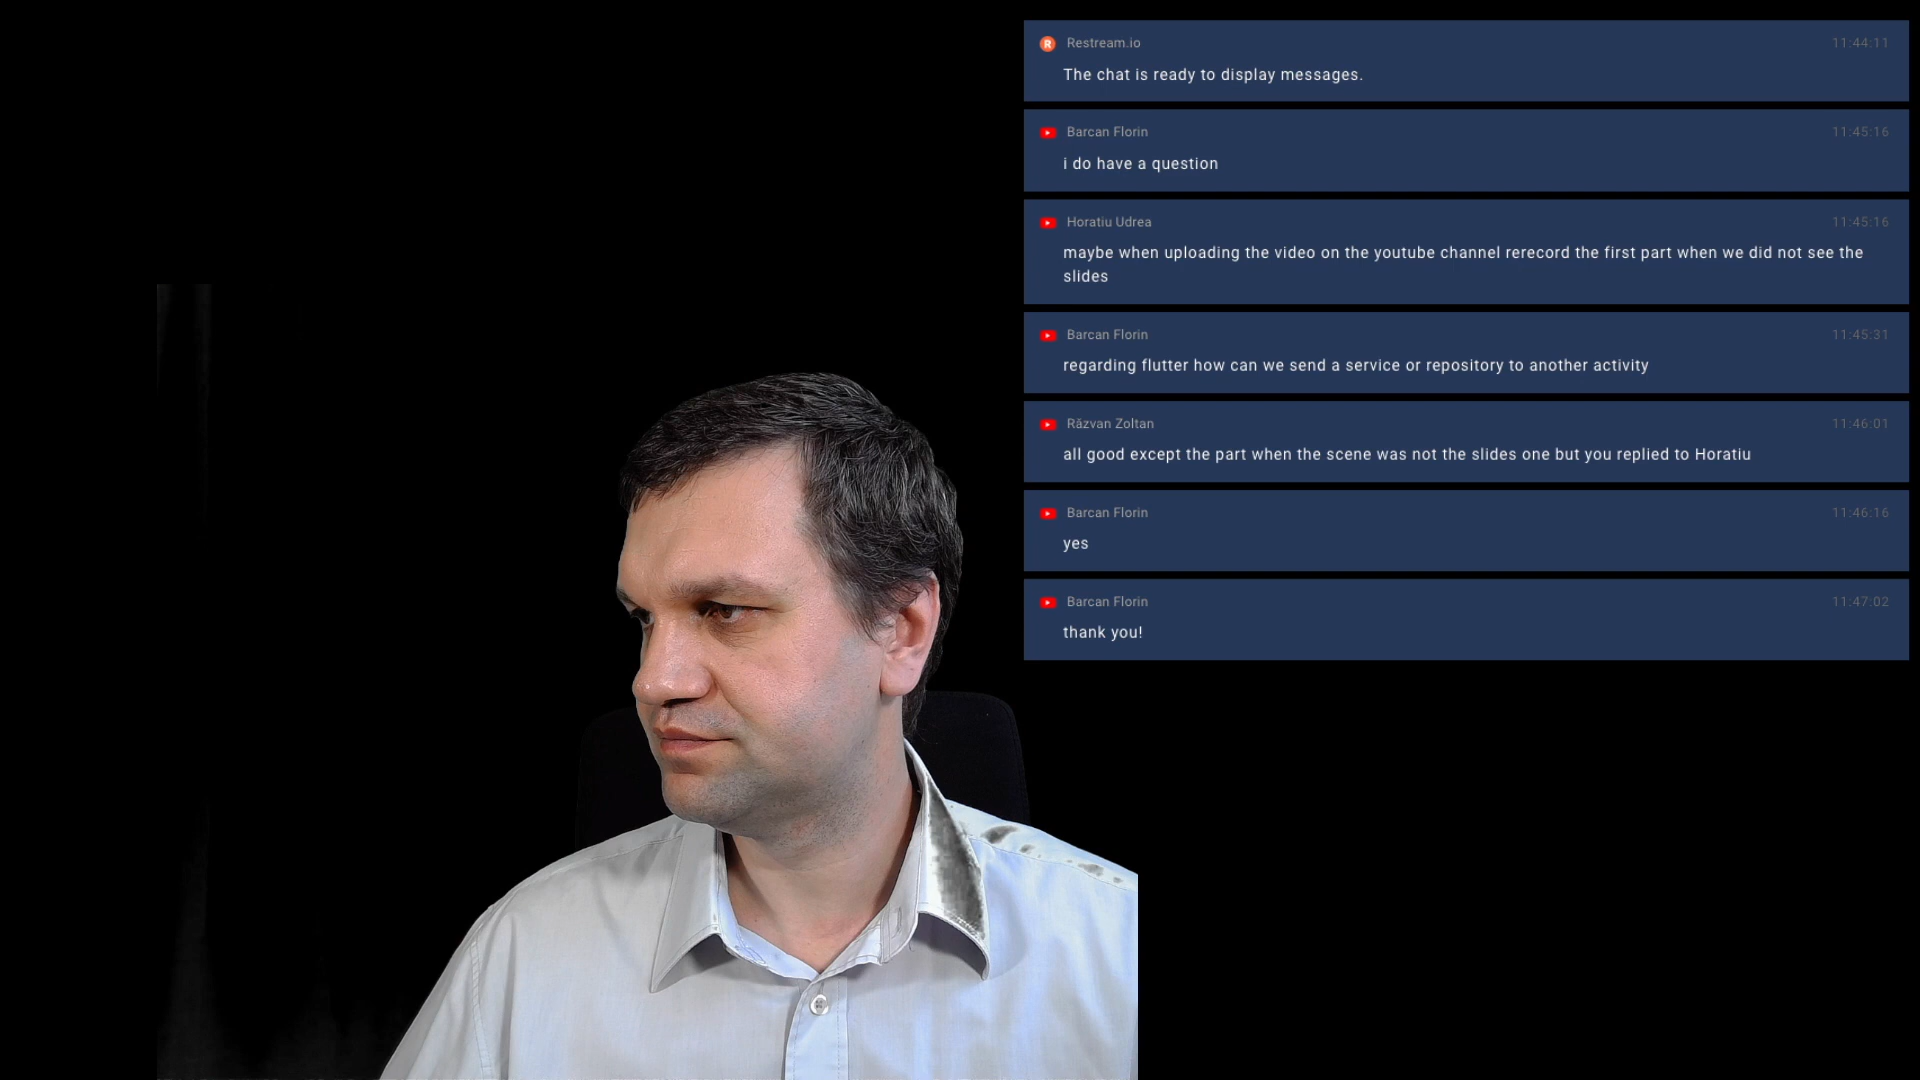 Restream.io 11:44:11
The chat is ready to display messages.
Barcan Florin 11:45:16
i do have a question
Horatiu Udrea 11:45:16
maybe when uploading the video on the youtube channel rerecord the first part when we did not see the
slides
Barcan Florin 11:45:31
regarding flutter how can we send a service or repository to another activity
Răzvan Zoltan 11:46:01
all good except the part when the scene was not the slides one but you replied to Horatiu
Barcan Florin 11:46:16
yes
Barcan Florin 11:47:02
thank you!